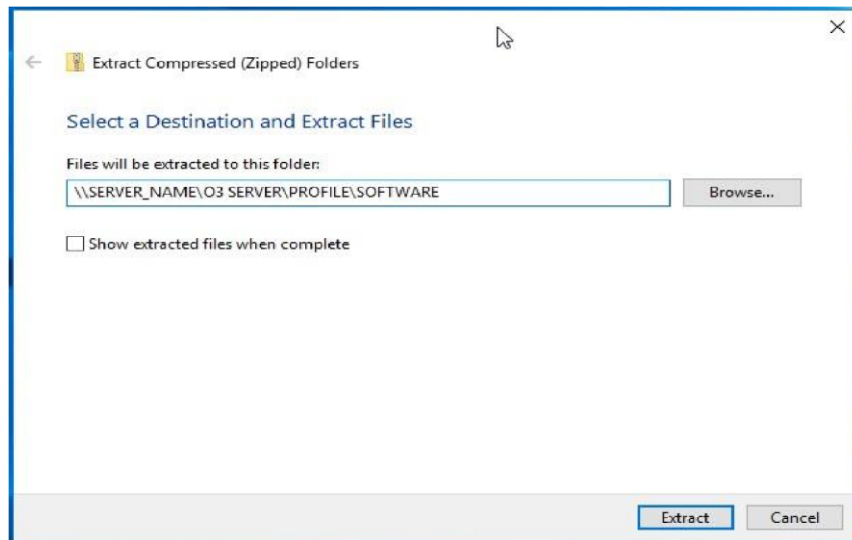 Extract Compressed (Zipped) Folders
Select a Destination and Extract Files
Files will be extracted to this folder:
\\SERVER_NAME\O3 SERVER\PROFILE\SOFTWARE
Browse...
Show extracted files when complete
Extract
Cancel